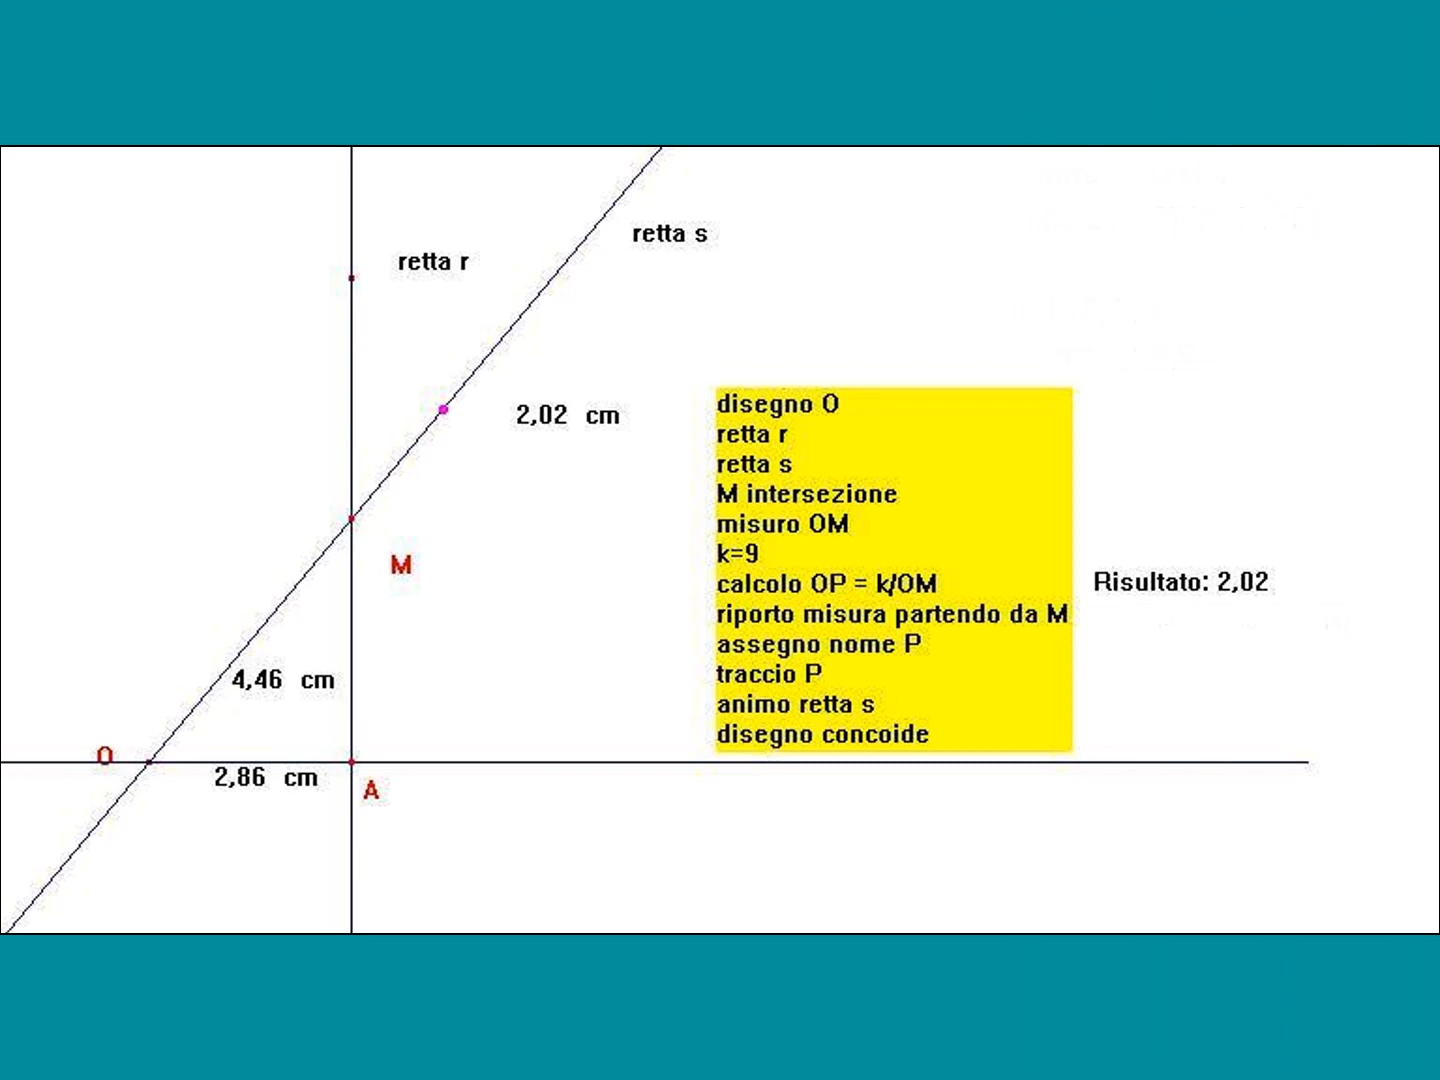 retta s
retta r
2,02 cm
disegno O
retta r
retta s
M intersezione
misuro OM
k=9
calcolo OP = k/OM
riporto misura partendo da M
assegno nome P
traccio P
animo retta s
disegno concoide
Risultato: 2,02
M
4,46 cm
O
2,86 cm
A